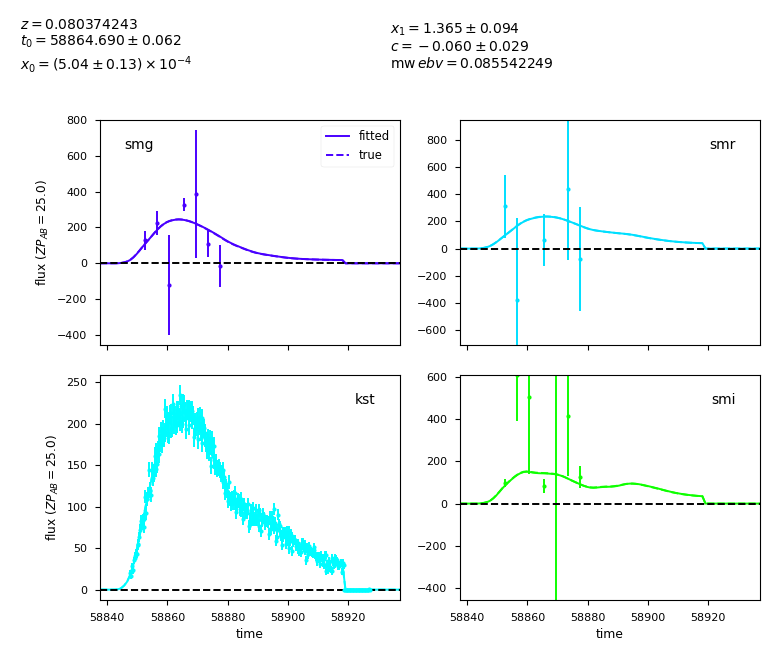 z = 0.080374243
t₀ = 58864.690 ± 0.062
x₀ = (5.04 ± 0.13) × 10⁻⁴
x₁ = 1.365 ± 0.094
c = −0.060 ± 0.029
mw ebv = 0.085542249
smg
fitted
true
800
600
400
200
0
−200
−400
flux (ZP_AB = 25.0)
smr
800
600
400
200
0
−200
−400
−600
kst
250
200
150
100
50
0
flux (ZP_AB = 25.0)
58840 58860 58880 58900 58920
time
smi
600
400
200
0
−200
−400
58840 58860 58880 58900 58920
time